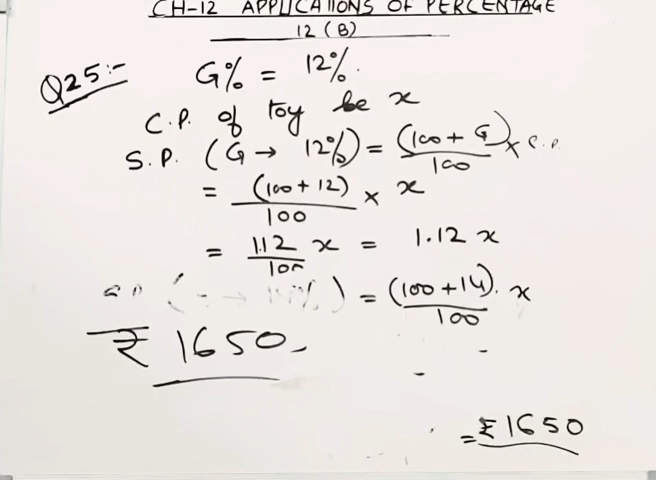 CH-12 APPLICATIONS OF PERCENTAGE
12 (B)
Q25:- G% = 12%.
C.P. of toy be x
S.P. (G → 12%) = (100 + G)/100 × C.P.
= (100 + 12)/100 × x
= 112/100 x = 1.12 x
= (100 + 14)/100 . x
₹ 1650
= ₹ 1650